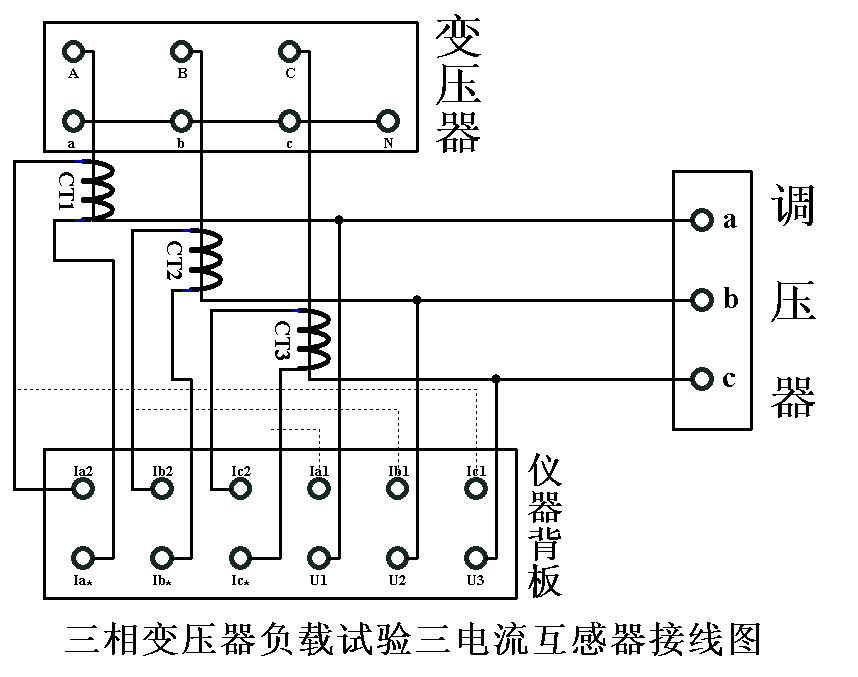 变压器
A B C
a b c N
CT1
CT2
CT3
调压器
a
b
c
仪器背板
Ia2 Ib2 Ic2 Ia1 Ib1 Ic1
Ia* Ib* Ic* U1 U2 U3
三相变压器负载试验三电流互感器接线图